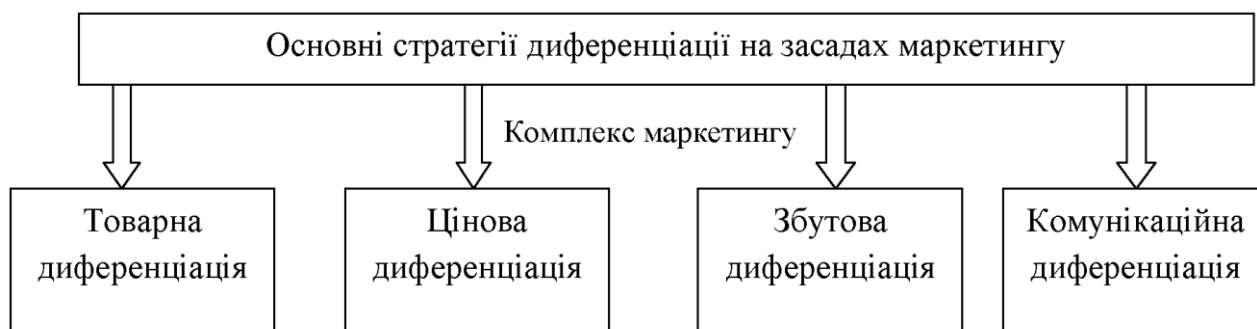 Основні стратегії диференціації на засадах маркетингу
Комплекс маркетингу
Товарна
диференціація
Цінова
диференціація
Збутова
диференціація
Комунікаційна
диференціація